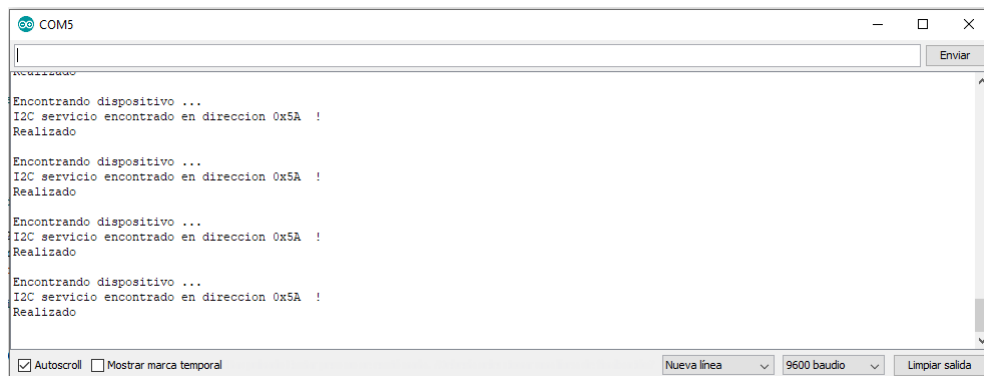 COM5
Enviar
Realizado
Encontrando dispositivo ...
I2C servicio encontrado en direccion 0x5A !
Realizado
Encontrando dispositivo ...
I2C servicio encontrado en direccion 0x5A !
Realizado
Encontrando dispositivo ...
I2C servicio encontrado en direccion 0x5A !
Realizado
Encontrando dispositivo ...
I2C servicio encontrado en direccion 0x5A !
Realizado
Autoscroll Mostrar marca temporal Nueva línea 9600 baudio Limpiar salida